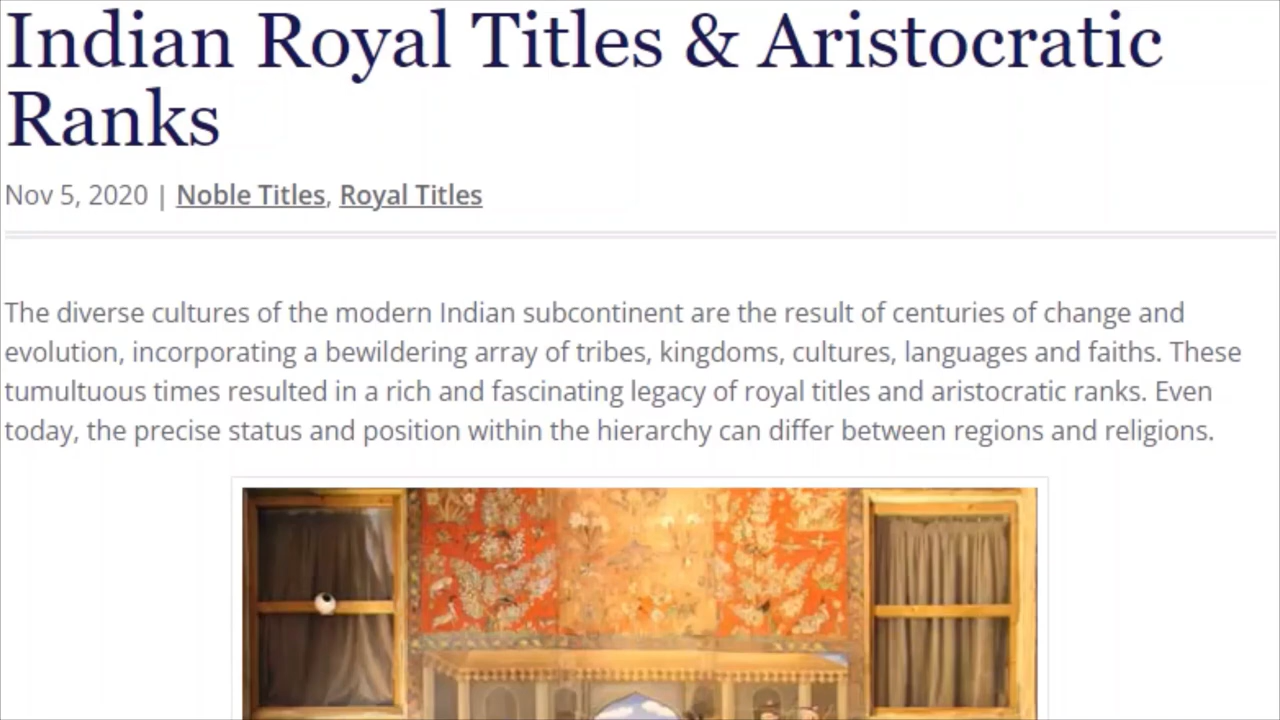 Indian Royal Titles & Aristocratic
Ranks
Nov 5, 2020 | Noble Titles, Royal Titles
The diverse cultures of the modern Indian subcontinent are the result of centuries of change and
evolution, incorporating a bewildering array of tribes, kingdoms, cultures, languages and faiths. These
tumultuous times resulted in a rich and fascinating legacy of royal titles and aristocratic ranks. Even
today, the precise status and position within the hierarchy can differ between regions and religions.